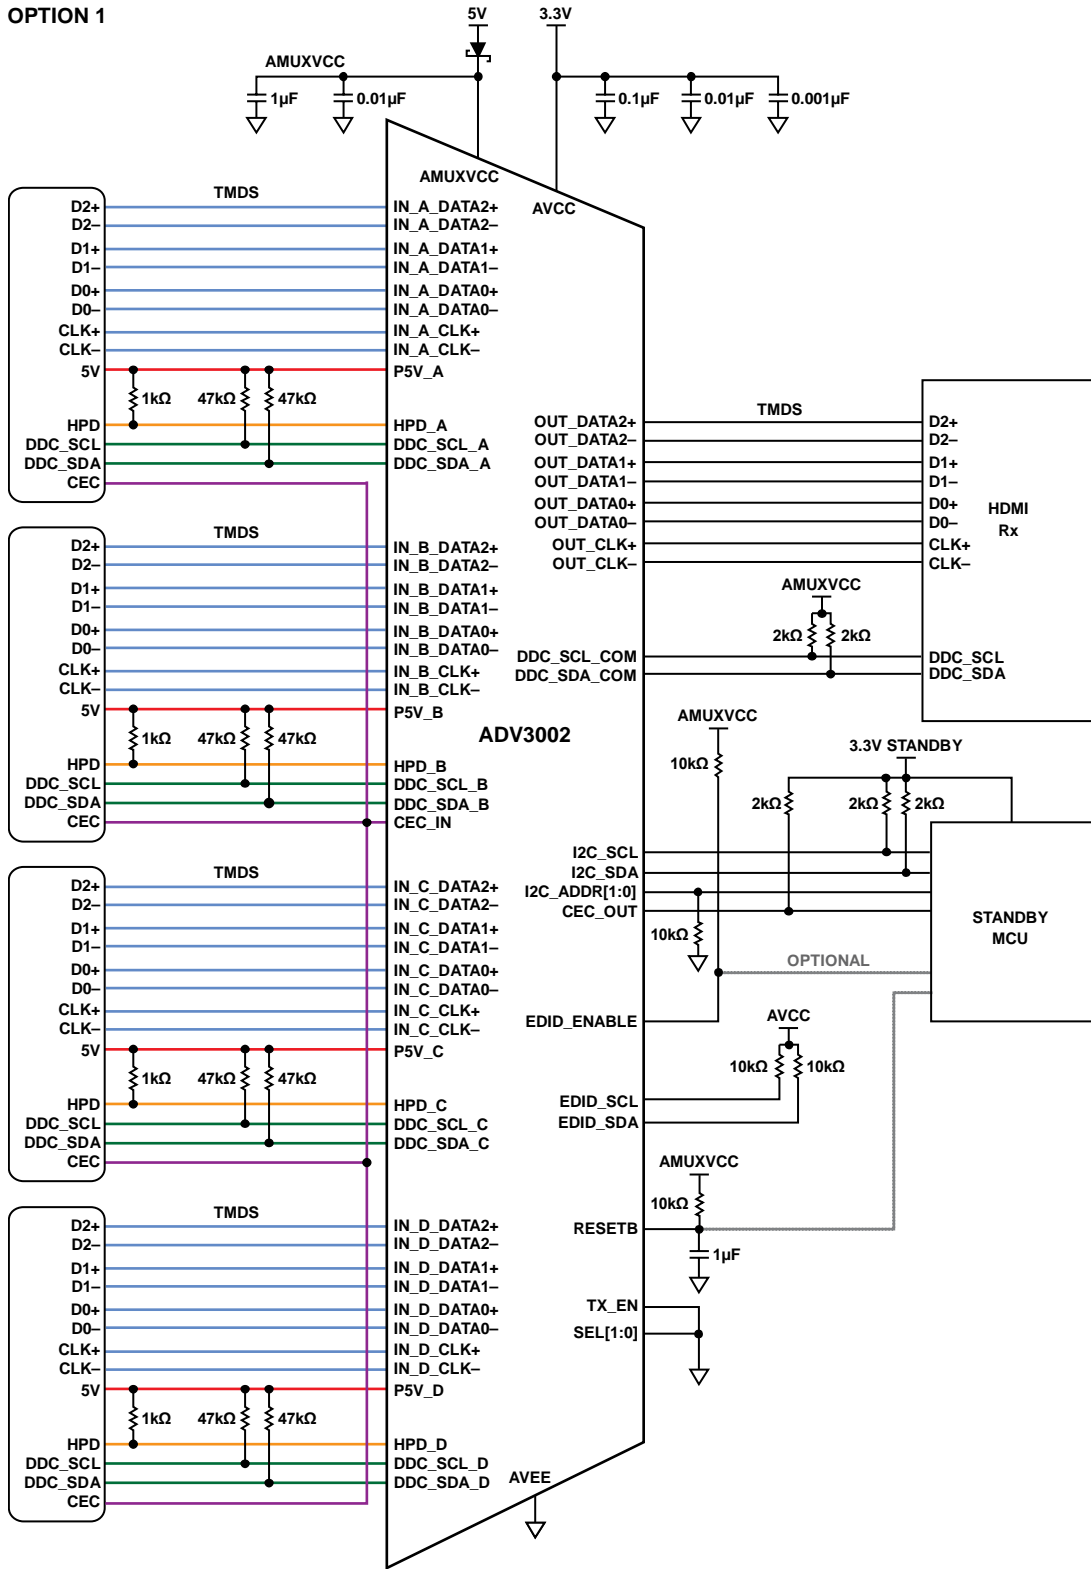 OPTION 1
5V 3.3V
AMUXVCC
1µF 0.01µF 0.1µF 0.01µF 0.001µF
AMUXVCC
AVCC
TMDS
D2+ IN_A_DATA2+
D2– IN_A_DATA2–
D1+ IN_A_DATA1+
D1– IN_A_DATA1–
D0+ IN_A_DATA0+
D0– IN_A_DATA0–
CLK+ IN_A_CLK+
CLK– IN_A_CLK–
5V P5V_A
1kΩ 47kΩ 47kΩ
HPD HPD_A
DDC_SCL DDC_SCL_A
DDC_SDA DDC_SDA_A
CEC
TMDS
D2+ IN_B_DATA2+
D2– IN_B_DATA2–
D1+ IN_B_DATA1+
D1– IN_B_DATA1–
D0+ IN_B_DATA0+
D0– IN_B_DATA0–
CLK+ IN_B_CLK+
CLK– IN_B_CLK–
5V P5V_B
1kΩ 47kΩ 47kΩ
HPD HPD_B
DDC_SCL DDC_SCL_B
DDC_SDA DDC_SDA_B
CEC CEC_IN
TMDS
D2+ IN_C_DATA2+
D2– IN_C_DATA2–
D1+ IN_C_DATA1+
D1– IN_C_DATA1–
D0+ IN_C_DATA0+
D0– IN_C_DATA0–
CLK+ IN_C_CLK+
CLK– IN_C_CLK–
5V P5V_C
1kΩ 47kΩ 47kΩ
HPD HPD_C
DDC_SCL DDC_SCL_C
DDC_SDA DDC_SDA_C
CEC
TMDS
D2+ IN_D_DATA2+
D2– IN_D_DATA2–
D1+ IN_D_DATA1+
D1– IN_D_DATA1–
D0+ IN_D_DATA0+
D0– IN_D_DATA0–
CLK+ IN_D_CLK+
CLK– IN_D_CLK–
5V P5V_D
1kΩ 47kΩ 47kΩ
HPD HPD_D
DDC_SCL DDC_SCL_D
DDC_SDA DDC_SDA_D
CEC
ADV3002
AVEE
TMDS
OUT_DATA2+ D2+
OUT_DATA2– D2–
OUT_DATA1+ D1+
OUT_DATA1– D1–
OUT_DATA0+ D0+
OUT_DATA0– D0–
OUT_CLK+ CLK+
OUT_CLK– CLK–
HDMI
Rx
AMUXVCC
2kΩ 2kΩ
DDC_SCL_COM DDC_SCL
DDC_SDA_COM DDC_SDA
AMUXVCC
10kΩ
3.3V STANDBY
2kΩ 2kΩ 2kΩ
I2C_SCL
I2C_SDA
I2C_ADDR[1:0]
CEC_OUT
10kΩ
STANDBY
MCU
OPTIONAL
EDID_ENABLE
AVCC
10kΩ 10kΩ
EDID_SCL
EDID_SDA
AMUXVCC
10kΩ
RESETB
1µF
TX_EN
SEL[1:0]